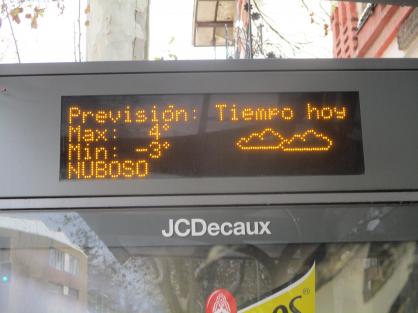 Previsión: Tiempo hoy
Max: 4°
Min: -3°
NUBOSO
JCDecaux